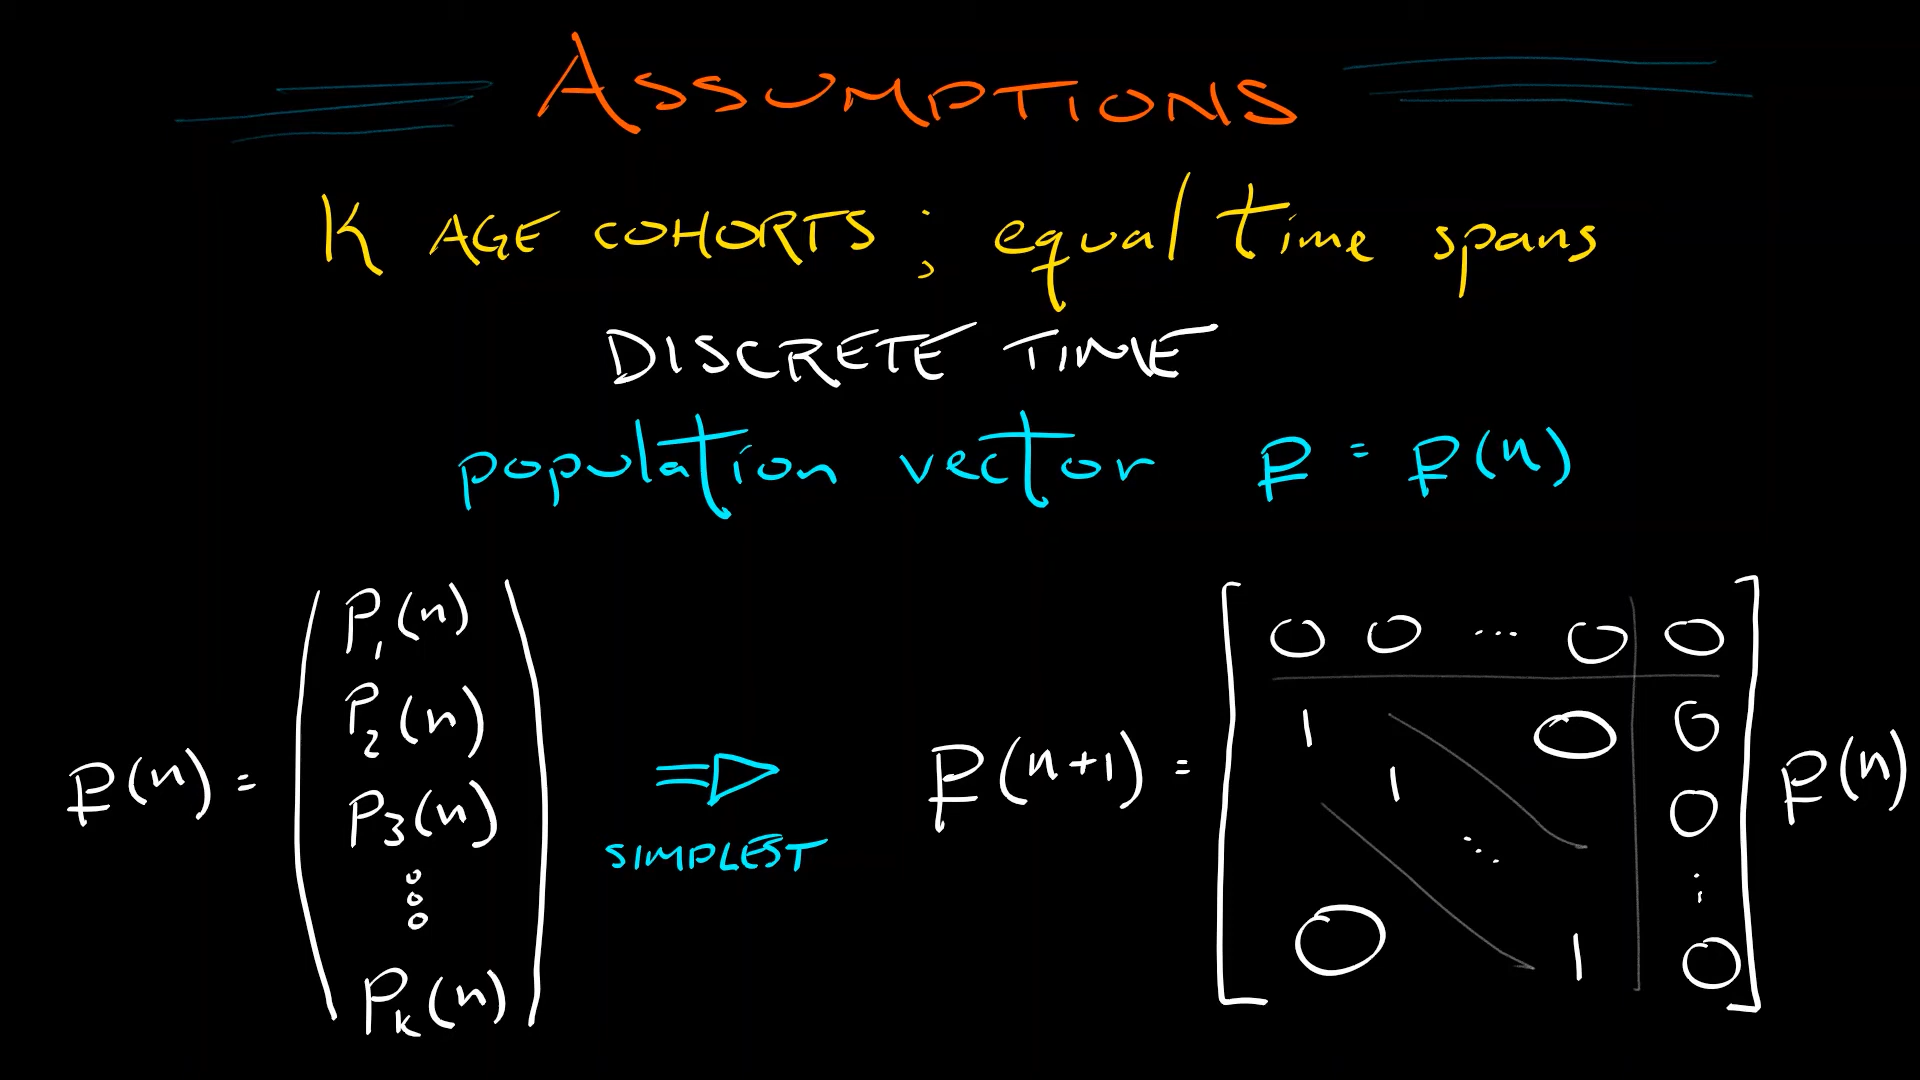 ASSUMPTIONS
K AGE COHORTS; equal time spans
DISCRETE TIME
population vector P = P(n)
P(n) = ( P₁(n) P₂(n) P₃(n) ⋮ Pₖ(n) )
⇒
SIMPLEST
P(n+1) = [ 0 0 ... 0 0
1 0 0
1 0
⋱ ⋮
0 1 0 ] P(n)